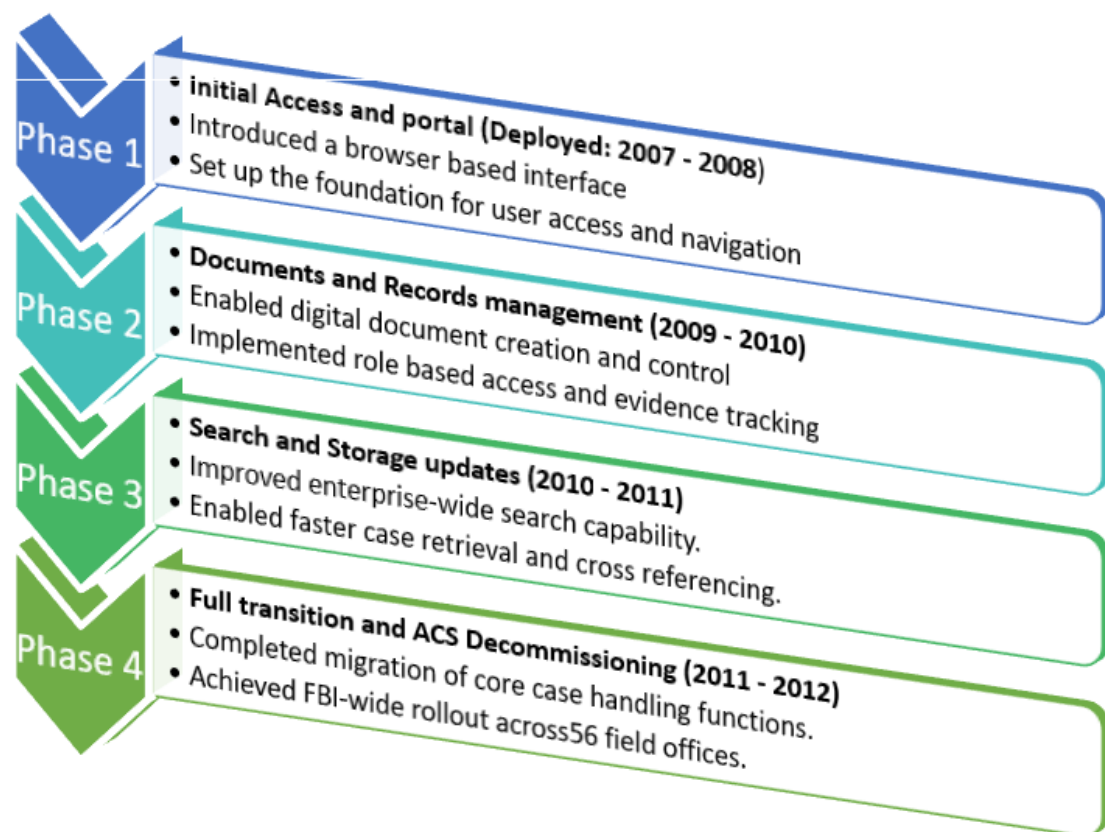 Phase 1
• Initial Access and portal (Deployed: 2007 - 2008)
• Introduced a browser based interface
• Set up the foundation for user access and navigation
Phase 2
• Documents and Records management (2009 - 2010)
• Enabled digital document creation and control
• Implemented role based access and evidence tracking
Phase 3
• Search and Storage updates (2010 - 2011)
• Improved enterprise-wide search capability.
• Enabled faster case retrieval and cross referencing.
Phase 4
• Full transition and ACS Decommissioning (2011 - 2012)
• Completed migration of core case handling functions.
• Achieved FBI-wide rollout across56 field offices.